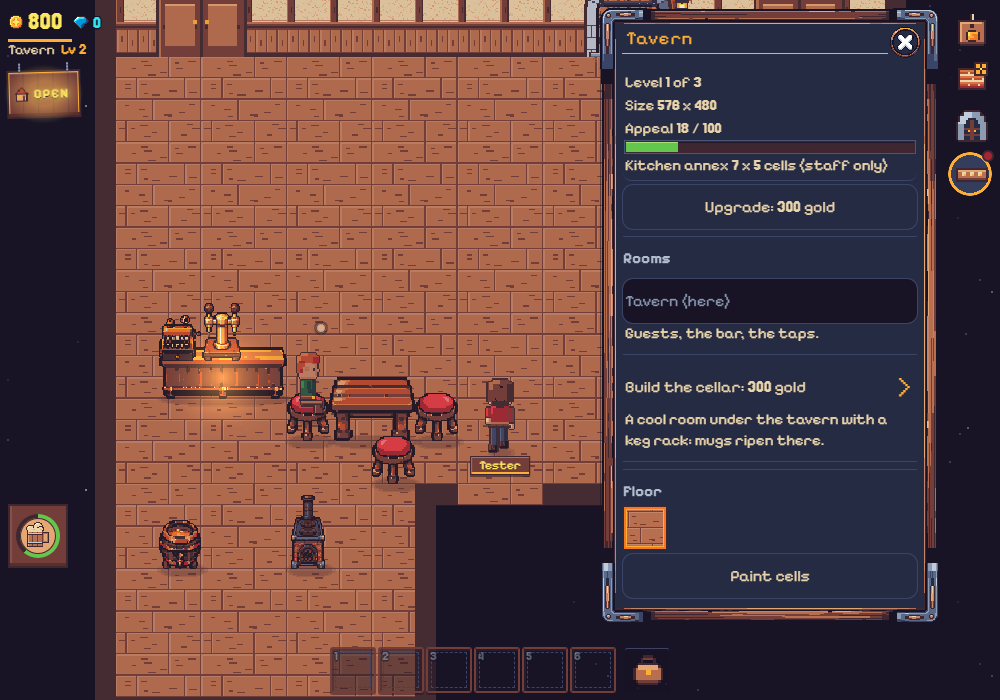 800 0
Tavern Lv 2
OPEN
Tavern
Level 1 of 3
Size 576 x 480
Appeal 18 / 100
Kitchen annex 7 x 5 cells (staff only)
Upgrade: 300 gold
Rooms
Tavern (here)
Guests, the bar, the taps.
Build the cellar: 300 gold
A cool room under the tavern with a
keg rack: mugs ripen there.
Floor
Paint cells
Tester
1 2 3 4 5 6